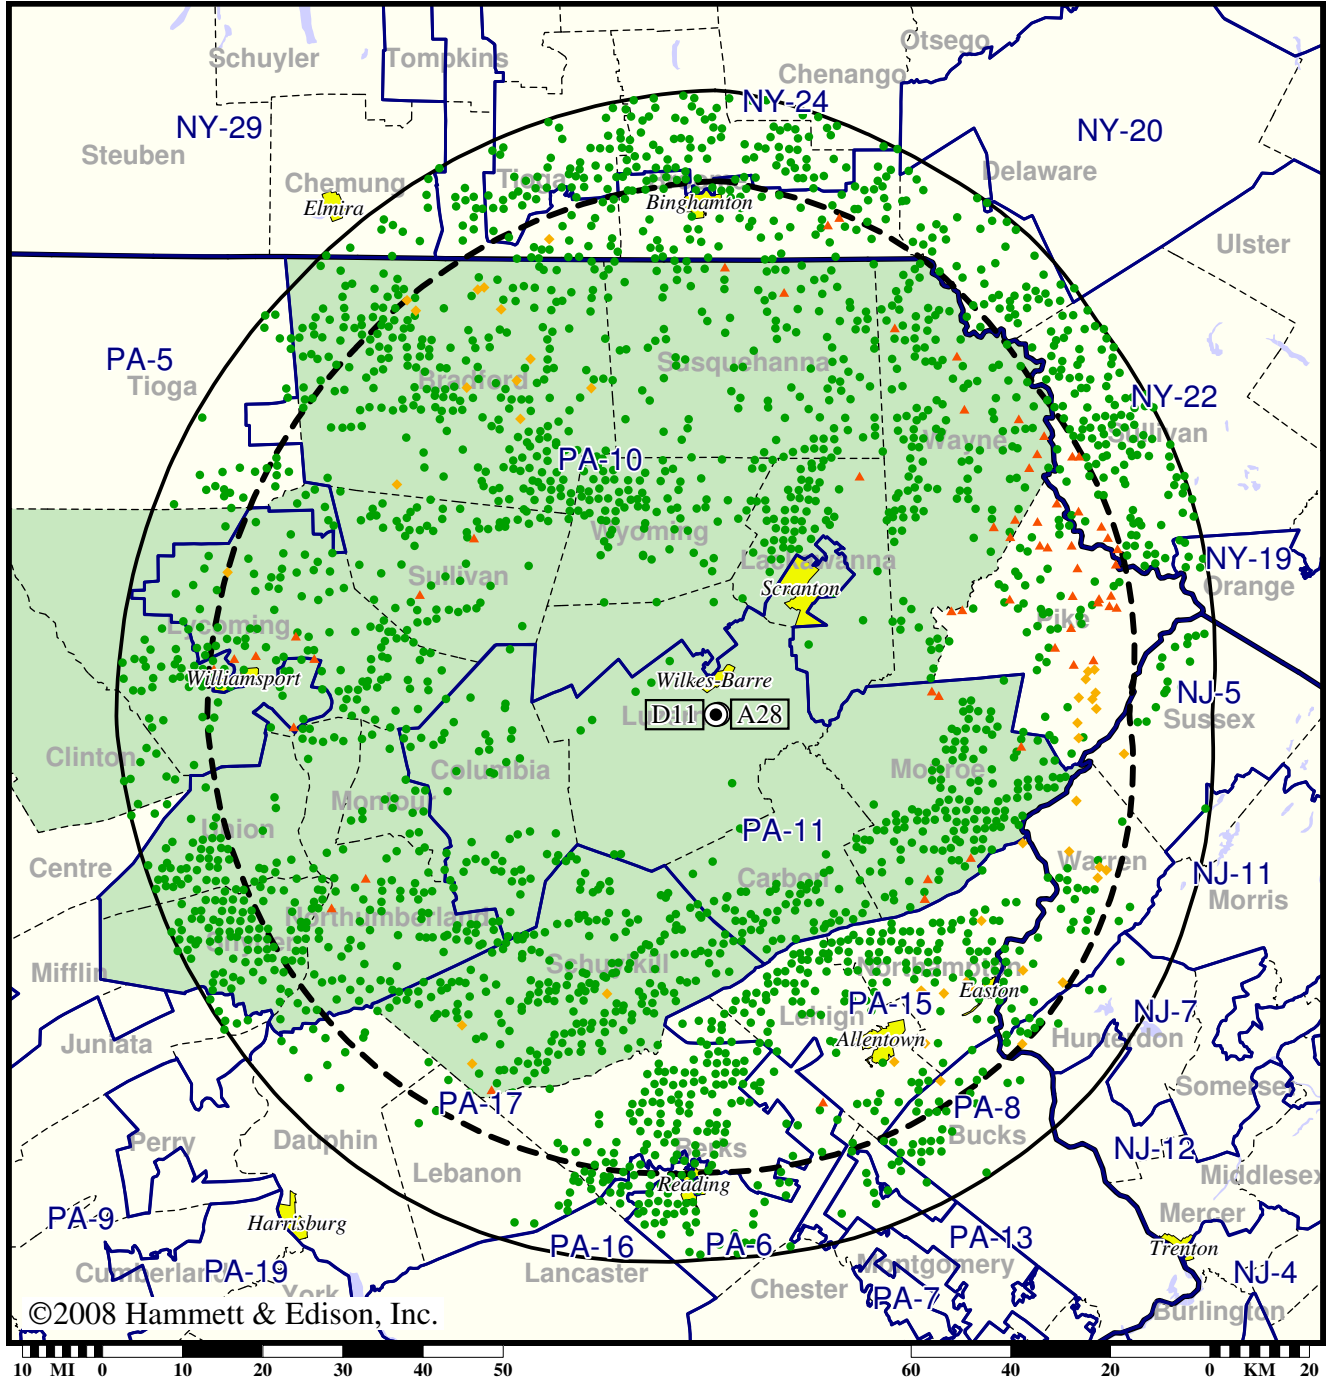 Schuyler
Tompkins
Otsego
Chenango
NY-24
NY-29
NY-20
Steuben
Chemung
Tioga
Delaware
Elmira
Binghamton
Ulster
PA-5
Tioga
Bradford
Susquehanna
NY-22
Sullivan
Wayne
PA-10
Wyoming
Lackawanna
NY-19
Sullivan
Scranton
Orange
Lycoming
Pike
Williamsport
Wilkes-Barre
NJ-5
D11
A28
Sussex
Clinton
Columbia
Monroe
Montour
Union
PA-11
Centre
Warren
Carbon
NJ-11
Morris
Northumberland
Snyder
Mifflin
Schuylkill
Northampton
Easton
PA-15
Lehigh
NJ-7
Juniata
Allentown
Hunterdon
Somerset
PA-17
PA-8
Perry
Dauphin
Berks
Bucks
NJ-12
Lebanon
Reading
Middlesex
PA-9
Harrisburg
Mercer
PA-16
PA-6
PA-13
Trenton
Cumberland
PA-19
Lancaster
Montgomery
NJ-4
York
Chester
PA-7
Burlington
©2008 Hammett & Edison, Inc.
10 MI 0 10 20 30 40 50
60 40 20 0 KM 20